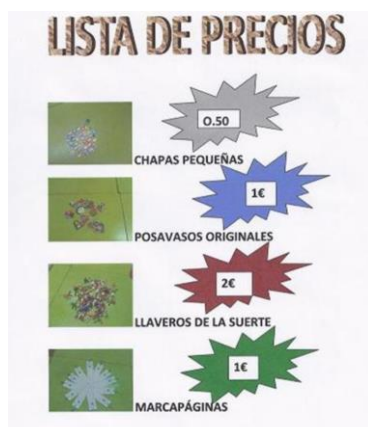 LISTA DE PRECIOS
O.50
CHAPAS PEQUEÑAS
1€
POSAVASOS ORIGINALES
2€
LLAVEROS DE LA SUERTE
1€
MARCAPÁGINAS